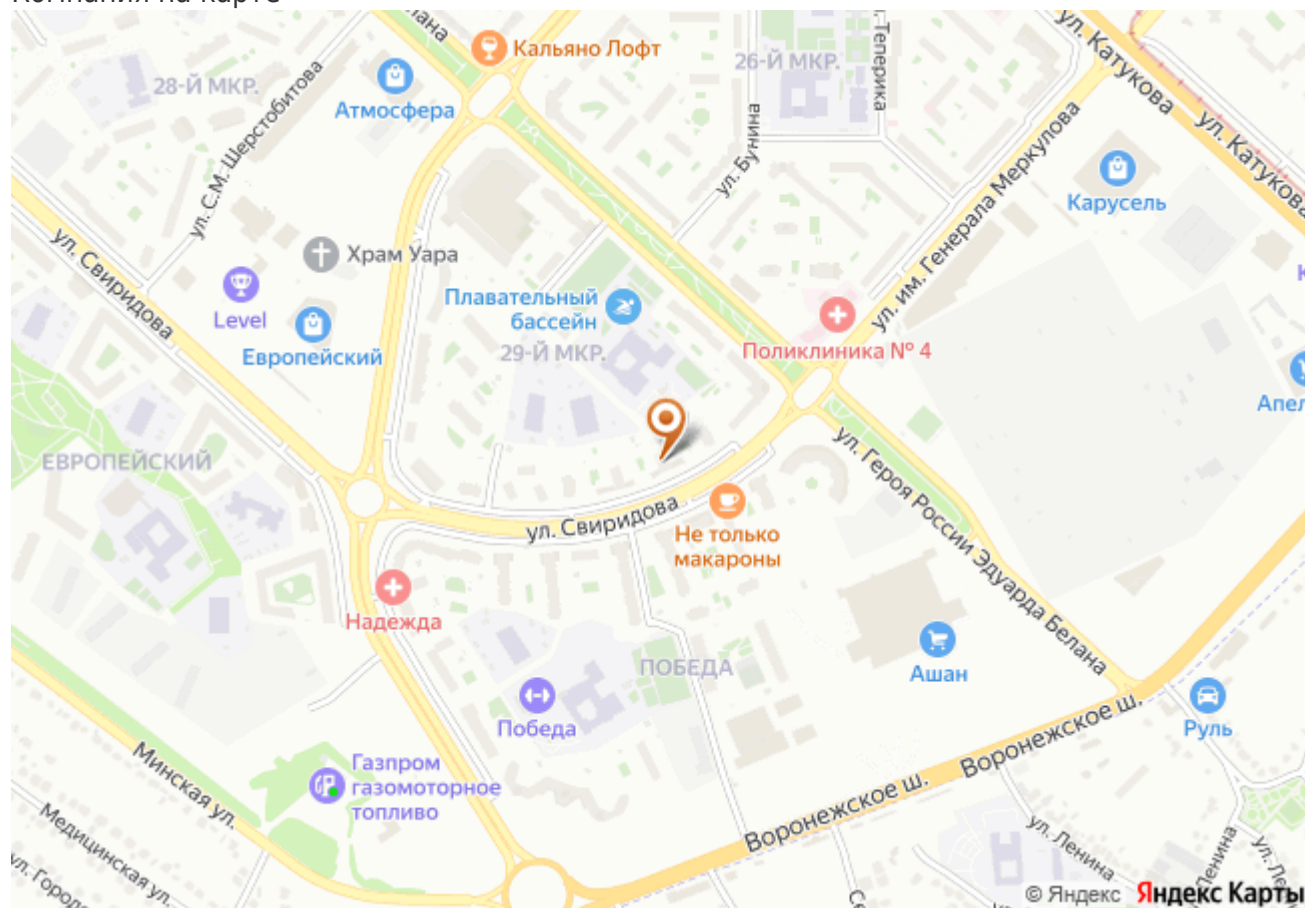 Компания на карте
Кальяно Лофт
26-Й МКР.
ул. Катукова
28-Й МКР.
Атмосфера
ул. С.М. Шерстобитова
ул. Бунина
ул. им. Генерала Меркулова
ул. Катукова
Карусель
Храм Уара
ул. Свиридова
Level
Плавательный
бассейн
Европейский
29-Й МКР.
Поликлиника № 4
ЕВРОПЕЙСКИЙ
ул. Героя России Эдуарда Белана
ул. Свиридова
Не только
макароны
Надежда
ПОБЕДА
Ашан
Победа
Руль
Воронежское ш.
Газпром
газомоторное
топливо
Минская ул.
Воронежское ш.
Медицинская ул.
ул. Ленина
© Яндекс Яндекс Карты